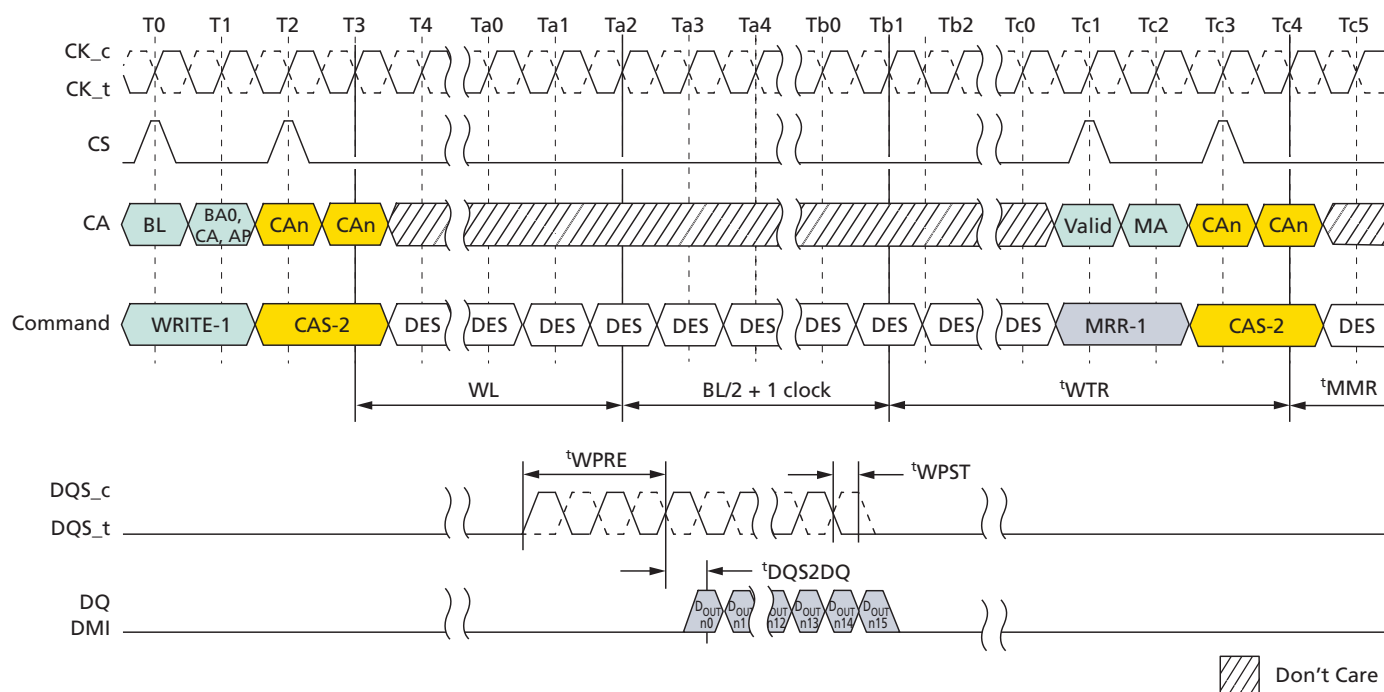 T0 T1 T2 T3 T4 Ta0 Ta1 Ta2 Ta3 Ta4 Tb0 Tb1 Tb2 Tc0 Tc1 Tc2 Tc3 Tc4 Tc5
CK_c
CK_t
CS
CA BL BA0, CA, AP CAn CAn Valid MA CAn CAn
Command WRITE-1 CAS-2 DES DES DES DES DES DES DES DES DES DES MRR-1 CAS-2 DES
WL BL/2 + 1 clock tWTR tMMR
tWPRE tWPST
DQS_c
DQS_t
tDQS2DQ
DQ
DMI
DOUT n0 DOUT n1 OUT n12 DOUT n13 DOUT n14 DOUT n15
Don't Care